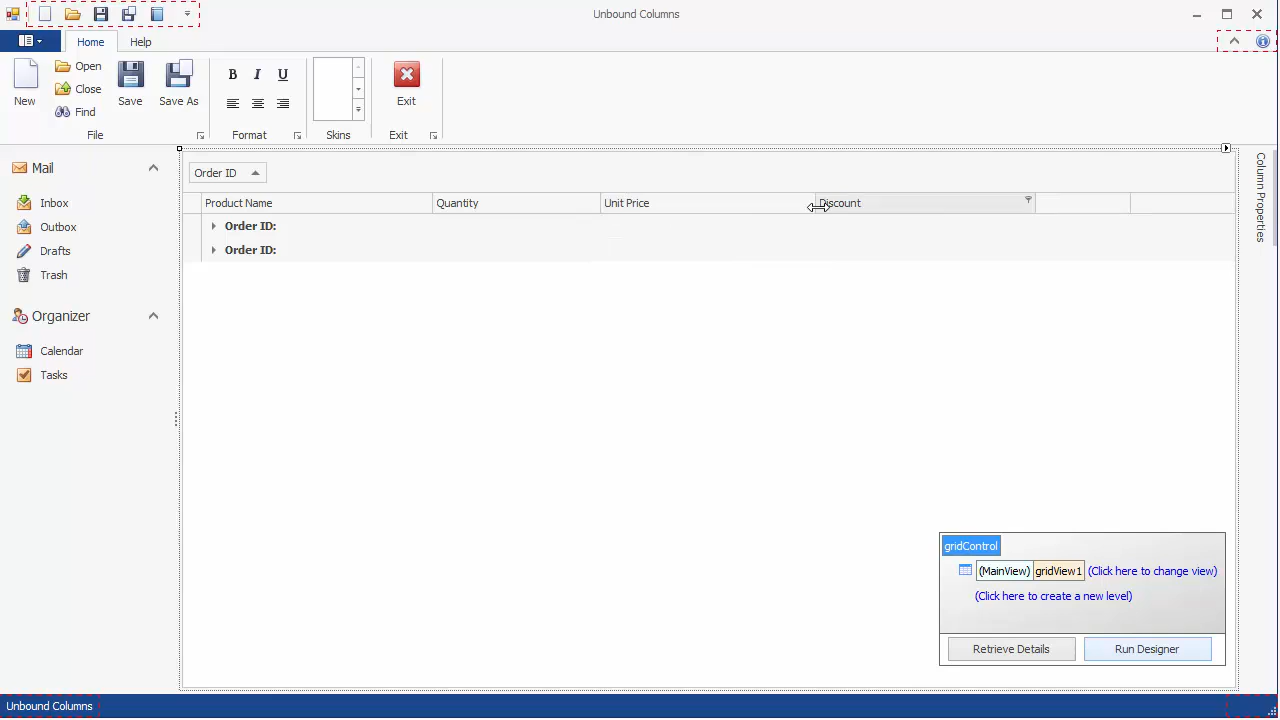 Unbound Columns
Home Help
New
Open
Close
Find
Save
Save As
B I U
Exit
File
Format
Skins
Exit
Mail
Inbox
Outbox
Drafts
Trash
Organizer
Calendar
Tasks
Order ID
Product Name Quantity Unit Price Discount
Order ID:
Order ID:
Column Properties
gridControl
(MainView) gridView1 (Click here to change view)
(Click here to create a new level)
Retrieve Details Run Designer
Unbound Columns